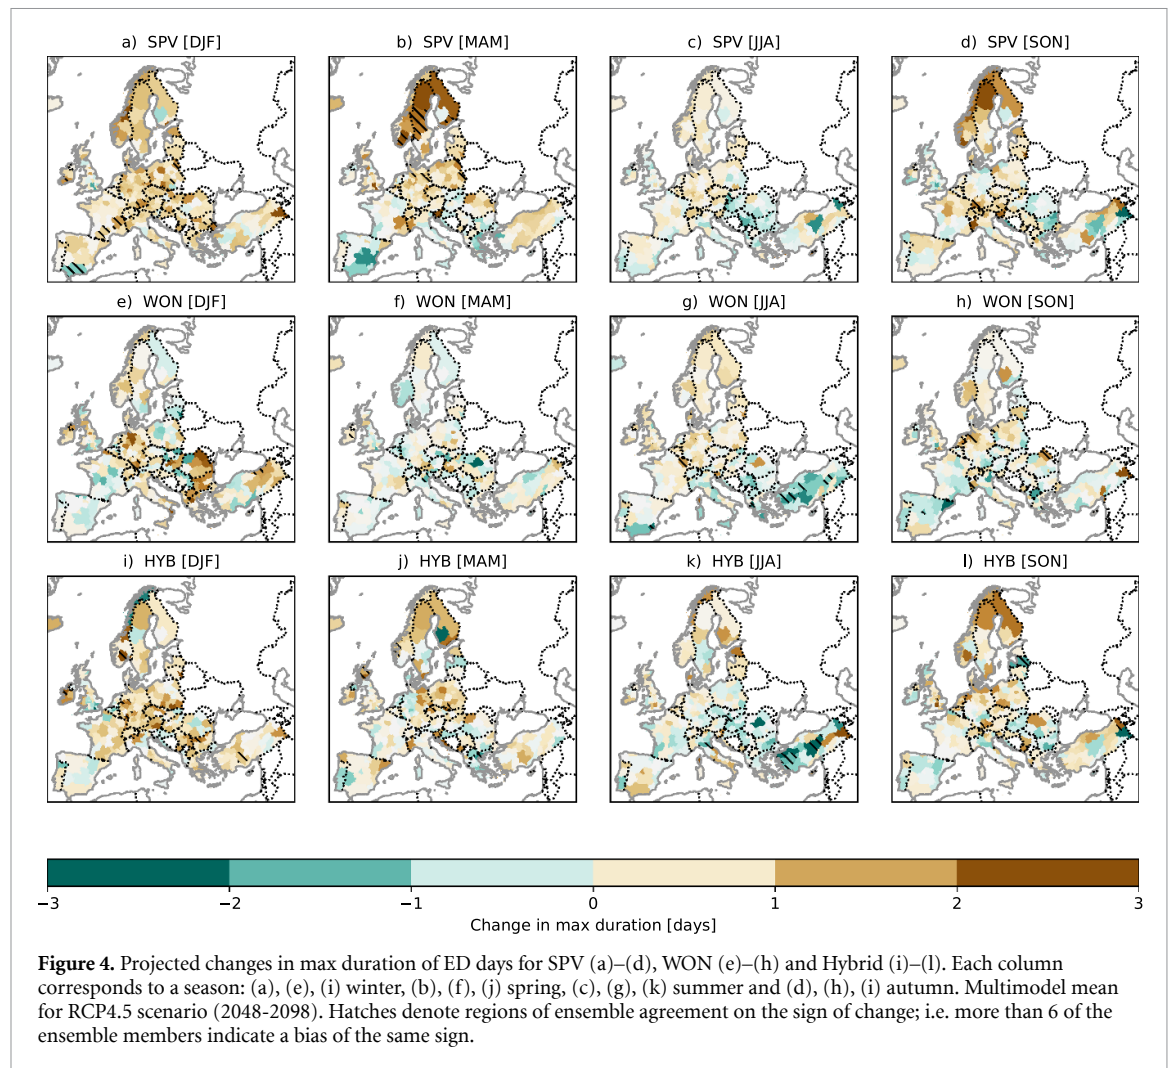 a) SPV [DJF]
b) SPV [MAM]
c) SPV [JJA]
d) SPV [SON]
e) WON [DJF]
f) WON [MAM]
g) WON [JJA]
h) WON [SON]
i) HYB [DJF]
j) HYB [MAM]
k) HYB [JJA]
l) HYB [SON]
−3 −2 −1 0 1 2 3
Change in max duration [days]
Figure 4. Projected changes in max duration of ED days for SPV (a)–(d), WON (e)–(h) and Hybrid (i)–(l). Each column
corresponds to a season: (a), (e), (i) winter, (b), (f), (j) spring, (c), (g), (k) summer and (d), (h), (i) autumn. Multimodel mean
for RCP4.5 scenario (2048-2098). Hatches denote regions of ensemble agreement on the sign of change; i.e. more than 6 of the
ensemble members indicate a bias of the same sign.